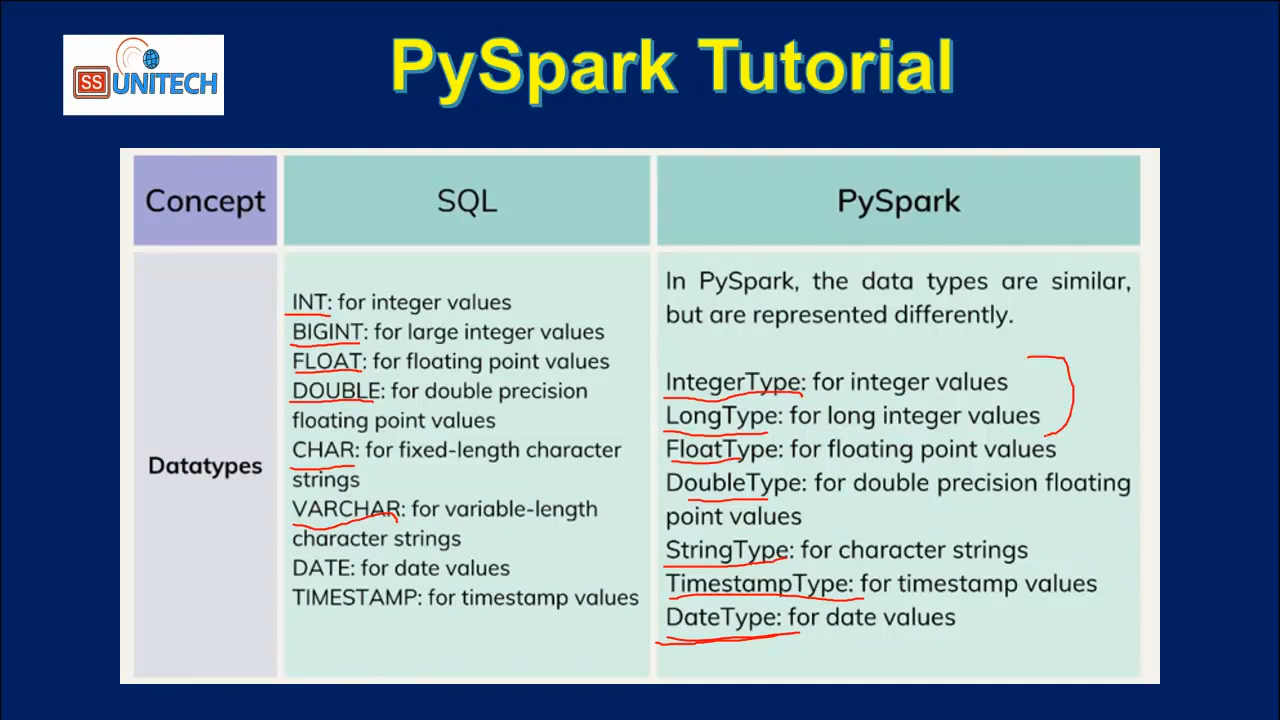 SS UNITECH
PySpark Tutorial
Concept
SQL
PySpark
Datatypes
INT: for integer values
BIGINT: for large integer values
FLOAT: for floating point values
DOUBLE: for double precision
floating point values
CHAR: for fixed-length character
strings
VARCHAR: for variable-length
character strings
DATE: for date values
TIMESTAMP: for timestamp values
In PySpark, the data types are similar,
but are represented differently.
IntegerType: for integer values
LongType: for long integer values
FloatType: for floating point values
DoubleType: for double precision floating
point values
StringType: for character strings
TimestampType: for timestamp values
DateType: for date values